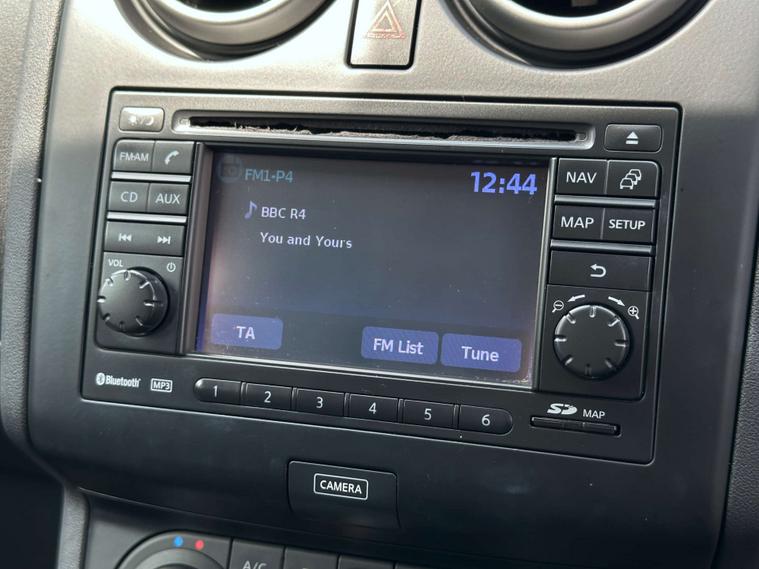 FM·AM
CD AUX
VOL
FM1-P4
12:44
BBC R4
You and Yours
TA
FM List
Tune
NAV
MAP SETUP
Bluetooth MP3
1 2 3 4 5 6
SD MAP
CAMERA
A/C